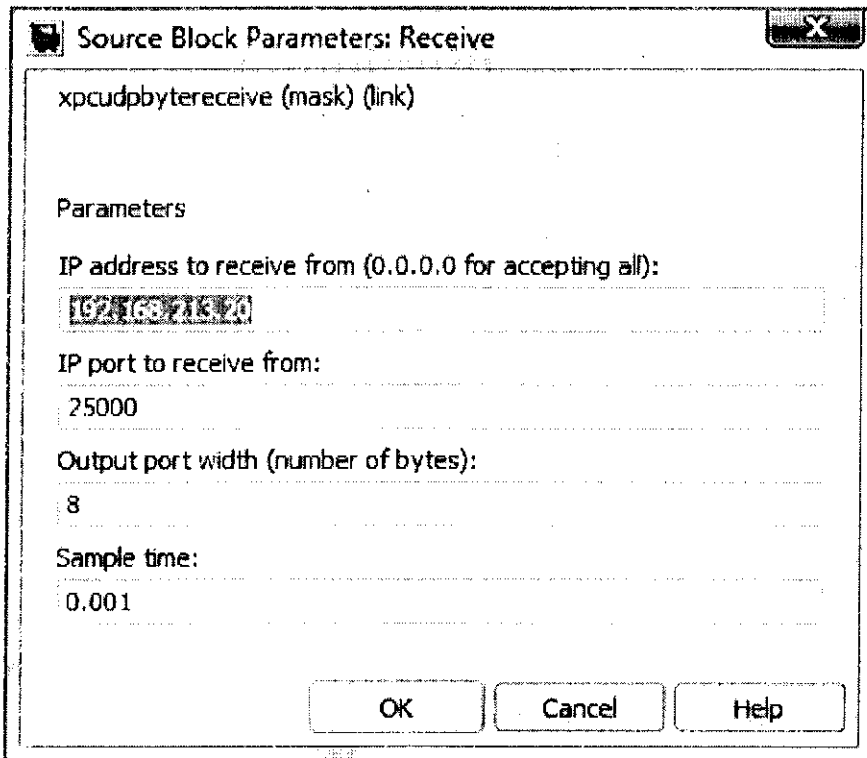 Source Block Parameters: Receive
xpcudpbytereceive (mask) (link)
Parameters
IP address to receive from (0.0.0.0 for accepting all):
192.168.213.20
IP port to receive from:
25000
Output port width (number of bytes):
8
Sample time:
0.001
OK Cancel Help